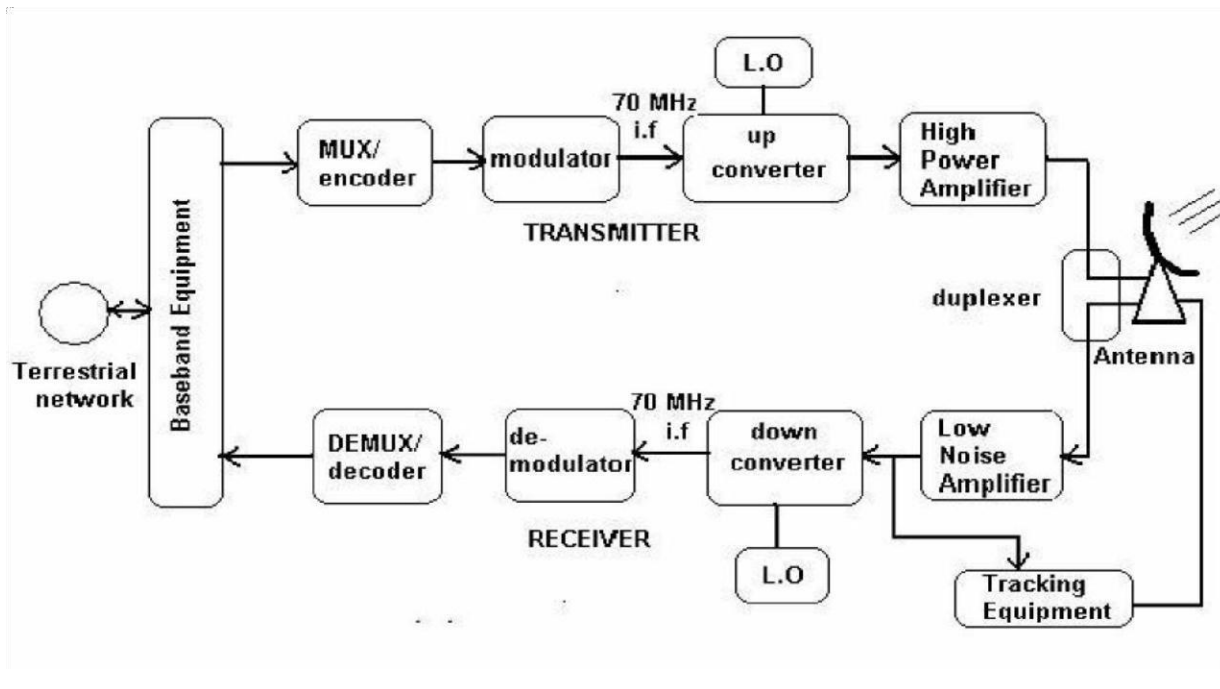 L.O
70 MHz
i.f
MUX/
encoder
modulator
up
converter
High
Power
Amplifier
TRANSMITTER
Baseband Equipment
duplexer
Terrestrial
network
Antenna
70 MHz
i.f
DEMUX/
decoder
de-
modulator
down
converter
Low
Noise
Amplifier
RECEIVER
L.O
Tracking
Equipment